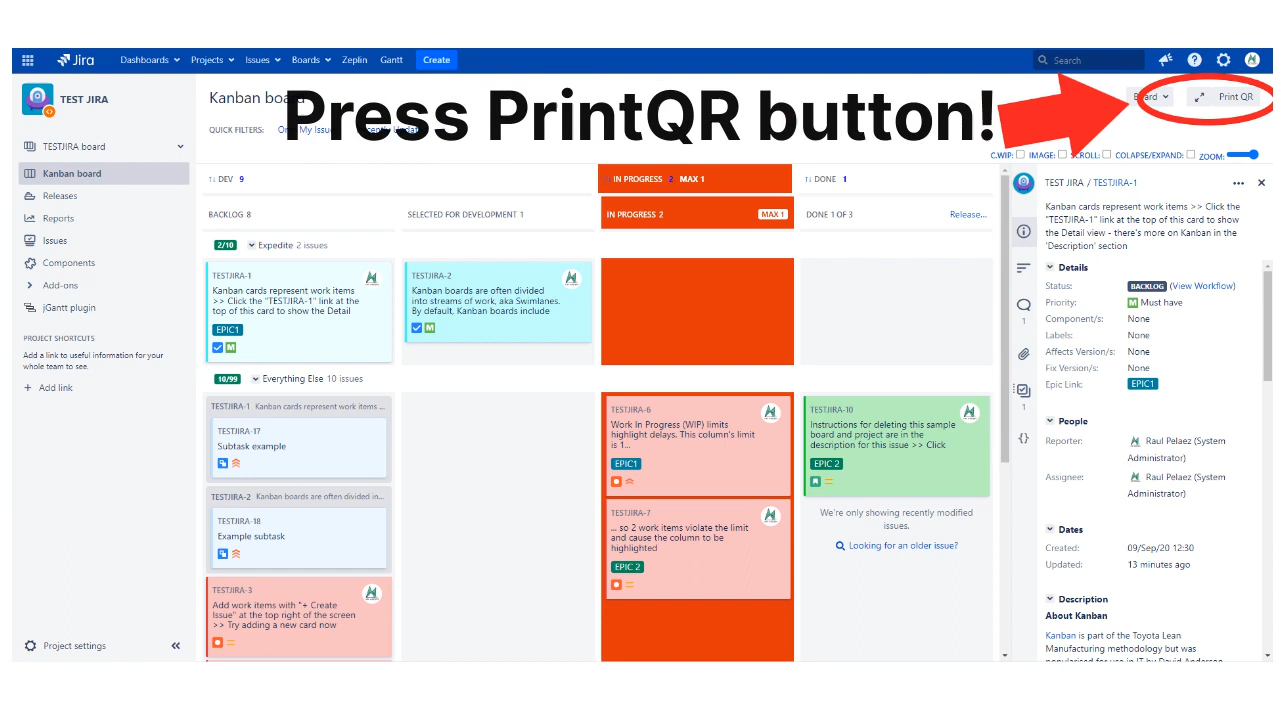 Jira
Dashboards
Projects
Issues
Boards
Zeplin
Gantt
Create
Search
TEST JIRA
Kanban board
Press PrintQR button!
Board
Print QR
QUICK FILTERS:
TESTJIRA board
Kanban board
Releases
Reports
Issues
Components
Add-ons
jGantt plugin
PROJECT SHORTCUTS
Add a link to useful information for your
whole team to see.
+ Add link
Project settings
C.WIP: IMAGE: SCROLL: COLAPSE/EXPAND: ZOOM:
DEV 9
IN PROGRESS 2 MAX 1
DONE 1
BACKLOG 8
SELECTED FOR DEVELOPMENT 1
IN PROGRESS 2
MAX 1
DONE 1 OF 3
Release...
2/10 Expedite 2 issues
TESTJIRA-1
Kanban cards represent work items
>> Click the "TESTJIRA-1" link at the
top of this card to show the Detail
EPIC1
M
TESTJIRA-2
Kanban boards are often divided
into streams of work, aka Swimlanes.
By default, Kanban boards include
M
10/99 Everything Else 10 issues
TESTJIRA-1 Kanban cards represent work items ...
TESTJIRA-17
Subtask example
TESTJIRA-2 Kanban boards are often divided in...
TESTJIRA-18
Example subtask
TESTJIRA-3
Add work items with "+ Create
Issue" at the top right of the screen
>> Try adding a new card now
TESTJIRA-6
Work In Progress (WIP) limits
highlight delays. This column's limit
is 1...
EPIC1
TESTJIRA-7
... so 2 work items violate the limit
and cause the column to be
highlighted
EPIC 2
TESTJIRA-10
Instructions for deleting this sample
board and project are in the
description for this issue >> Click
EPIC 2
We're only showing recently modified
issues.
Looking for an older issue?
TEST JIRA / TESTJIRA-1
Kanban cards represent work items >> Click the
"TESTJIRA-1" link at the top of this card to show
the Detail view - there's more on Kanban in the
'Description' section
1
1
{}
Details
Status: BACKLOG (View Workflow)
Priority: M Must have
Component/s: None
Labels: None
Affects Version/s: None
Fix Version/s: None
Epic Link: EPIC1
People
Reporter: Raul Pelaez (System
Administrator)
Assignee: Raul Pelaez (System
Administrator)
Dates
Created: 09/Sep/20 12:30
Updated: 13 minutes ago
Description
About Kanban
Kanban is part of the Toyota Lean
Manufacturing methodology but was